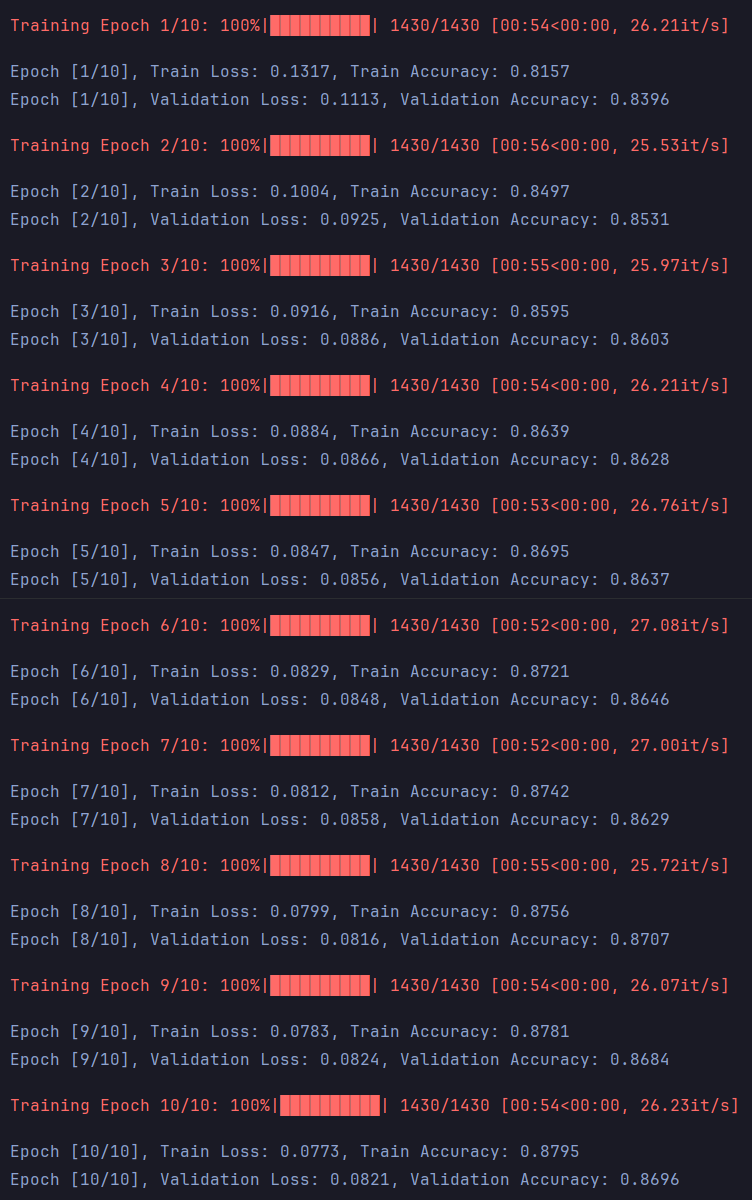 Training Epoch 1/10: 100%|██████████| 1430/1430 [00:54<00:00, 26.21it/s]
Epoch [1/10], Train Loss: 0.1317, Train Accuracy: 0.8157
Epoch [1/10], Validation Loss: 0.1113, Validation Accuracy: 0.8396
Training Epoch 2/10: 100%|██████████| 1430/1430 [00:56<00:00, 25.53it/s]
Epoch [2/10], Train Loss: 0.1004, Train Accuracy: 0.8497
Epoch [2/10], Validation Loss: 0.0925, Validation Accuracy: 0.8531
Training Epoch 3/10: 100%|██████████| 1430/1430 [00:55<00:00, 25.97it/s]
Epoch [3/10], Train Loss: 0.0916, Train Accuracy: 0.8595
Epoch [3/10], Validation Loss: 0.0886, Validation Accuracy: 0.8603
Training Epoch 4/10: 100%|██████████| 1430/1430 [00:54<00:00, 26.21it/s]
Epoch [4/10], Train Loss: 0.0884, Train Accuracy: 0.8639
Epoch [4/10], Validation Loss: 0.0866, Validation Accuracy: 0.8628
Training Epoch 5/10: 100%|██████████| 1430/1430 [00:53<00:00, 26.76it/s]
Epoch [5/10], Train Loss: 0.0847, Train Accuracy: 0.8695
Epoch [5/10], Validation Loss: 0.0856, Validation Accuracy: 0.8637
Training Epoch 6/10: 100%|██████████| 1430/1430 [00:52<00:00, 27.08it/s]
Epoch [6/10], Train Loss: 0.0829, Train Accuracy: 0.8721
Epoch [6/10], Validation Loss: 0.0848, Validation Accuracy: 0.8646
Training Epoch 7/10: 100%|██████████| 1430/1430 [00:52<00:00, 27.00it/s]
Epoch [7/10], Train Loss: 0.0812, Train Accuracy: 0.8742
Epoch [7/10], Validation Loss: 0.0858, Validation Accuracy: 0.8629
Training Epoch 8/10: 100%|██████████| 1430/1430 [00:55<00:00, 25.72it/s]
Epoch [8/10], Train Loss: 0.0799, Train Accuracy: 0.8756
Epoch [8/10], Validation Loss: 0.0816, Validation Accuracy: 0.8707
Training Epoch 9/10: 100%|██████████| 1430/1430 [00:54<00:00, 26.07it/s]
Epoch [9/10], Train Loss: 0.0783, Train Accuracy: 0.8781
Epoch [9/10], Validation Loss: 0.0824, Validation Accuracy: 0.8684
Training Epoch 10/10: 100%|██████████| 1430/1430 [00:54<00:00, 26.23it/s]
Epoch [10/10], Train Loss: 0.0773, Train Accuracy: 0.8795
Epoch [10/10], Validation Loss: 0.0821, Validation Accuracy: 0.8696